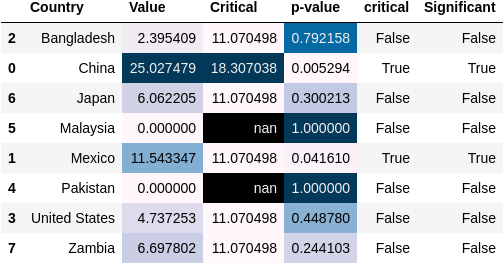 Country Value Critical p-value critical Significant
2 Bangladesh 2.395409 11.070498 0.792158 False False
0 China 25.027479 18.307038 0.005294 True True
6 Japan 6.062205 11.070498 0.300213 False False
5 Malaysia 0.000000 nan 1.000000 False False
1 Mexico 11.543347 11.070498 0.041610 True True
4 Pakistan 0.000000 nan 1.000000 False False
3 United States 4.737253 11.070498 0.448780 False False
7 Zambia 6.697802 11.070498 0.244103 False False